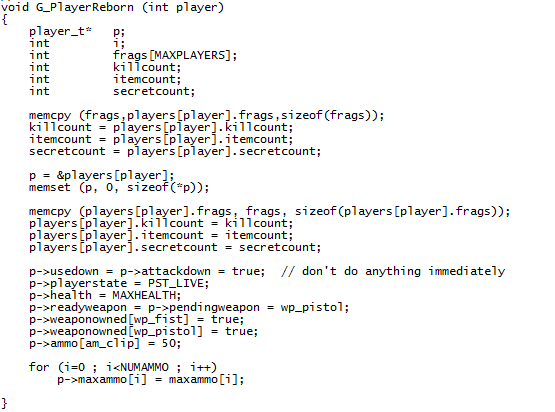 void G_PlayerReborn (int player)
{
    player_t*   p;
    int         i;
    int         frags[MAXPLAYERS];
    int         killcount;
    int         itemcount;
    int         secretcount;

    memcpy (frags,players[player].frags,sizeof(frags));
    killcount = players[player].killcount;
    itemcount = players[player].itemcount;
    secretcount = players[player].secretcount;

    p = &players[player];
    memset (p, 0, sizeof(*p));

    memcpy (players[player].frags, frags, sizeof(players[player].frags));
    players[player].killcount = killcount;
    players[player].itemcount = itemcount;
    players[player].secretcount = secretcount;

    p->usedown = p->attackdown = true;  // don't do anything immediately
    p->playerstate = PST_LIVE;
    p->health = MAXHEALTH;
    p->readyweapon = p->pendingweapon = wp_pistol;
    p->weaponowned[wp_fist] = true;
    p->weaponowned[wp_pistol] = true;
    p->ammo[am_clip] = 50;

    for (i=0 ; i<NUMAMMO ; i++)
        p->maxammo[i] = maxammo[i];

}